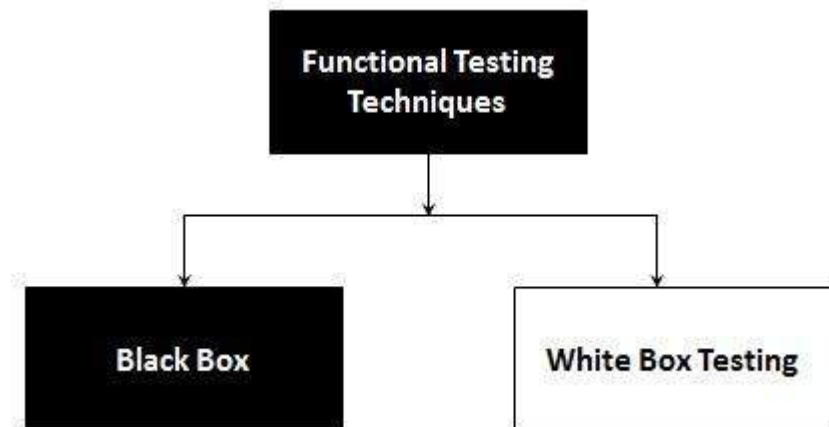 Functional Testing
Techniques
Black Box
White Box Testing